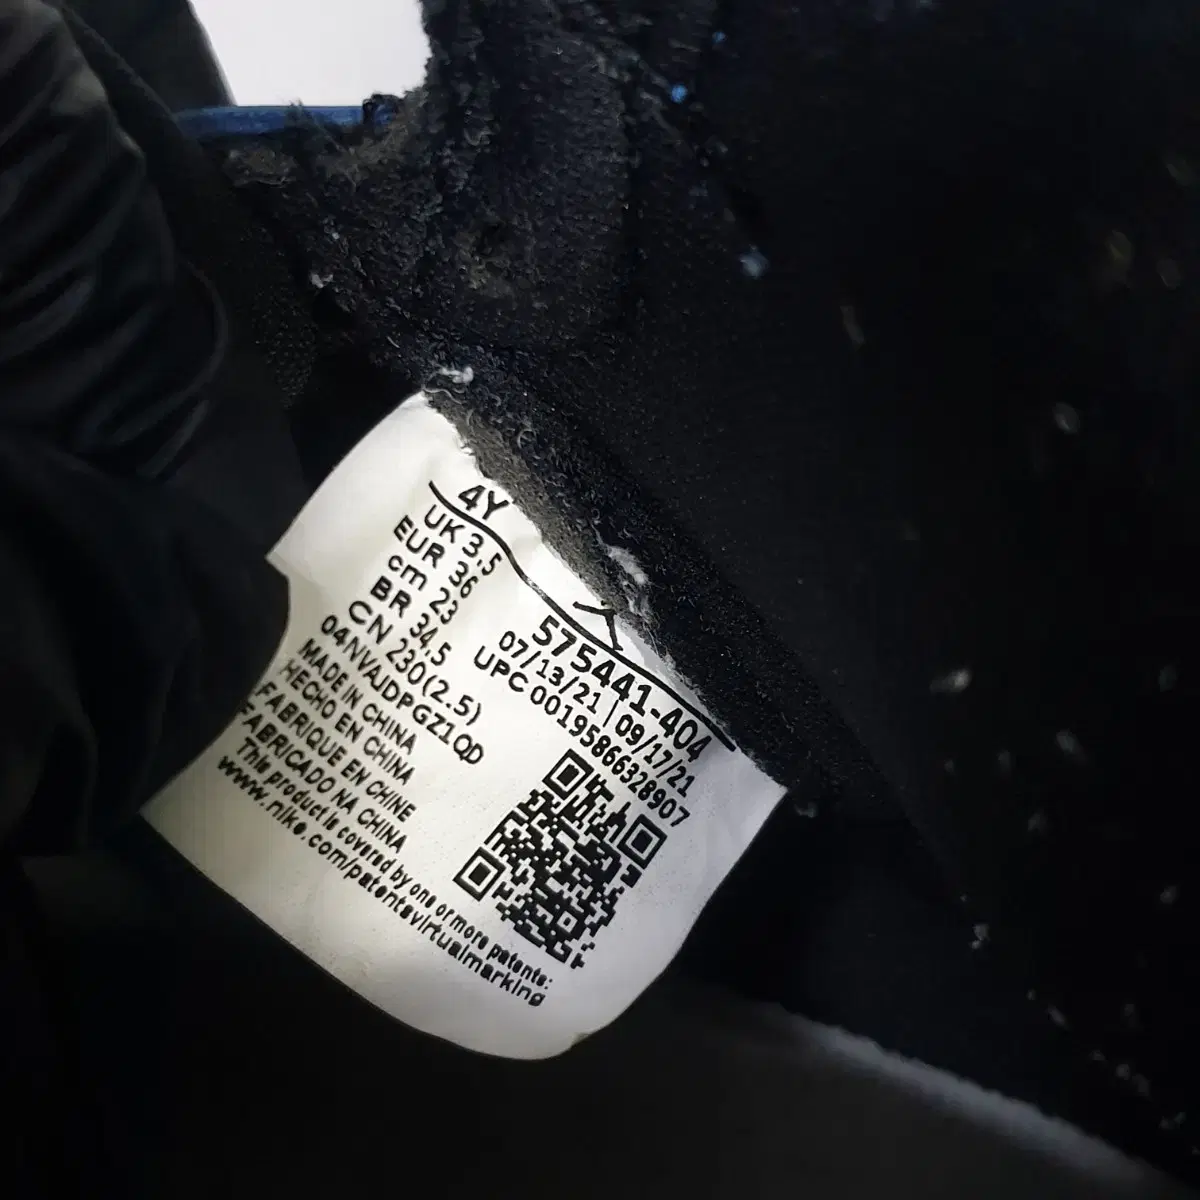 4Y
UK 3,5
EUR 36
cm 23
BR 34,5
CN 230(2.5)
04NVAJDPGZ1QD
MADE IN CHINA
HECHO EN CHINA
FABRIQUE EN CHINE
FABRICADO NA CHINA
This product is covered by one or more patents:
www.nike.com/patentsvirtualmarking
575441-404
07/13/21 | 09/17/21
UPC 00195866328907